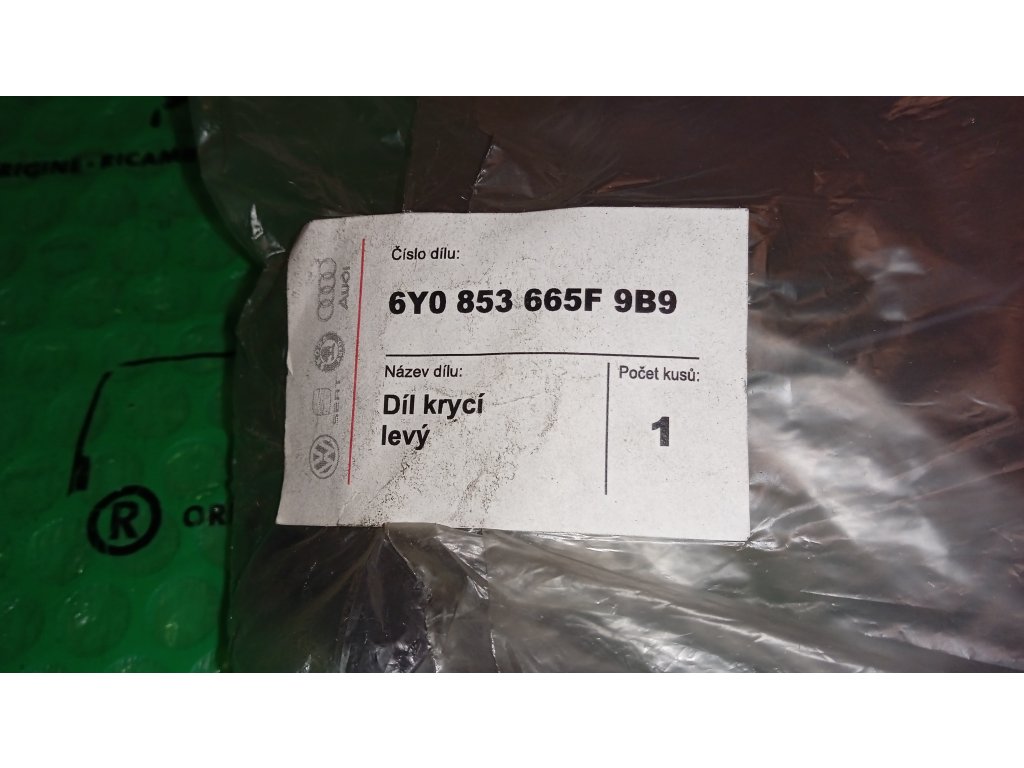 ORIGINE · RICAMB
Číslo dílu:
6Y0 853 665F 9B9
Název dílu:
Díl krycí
levý
Počet kusů:
1
AUDI
SEAT
® OR